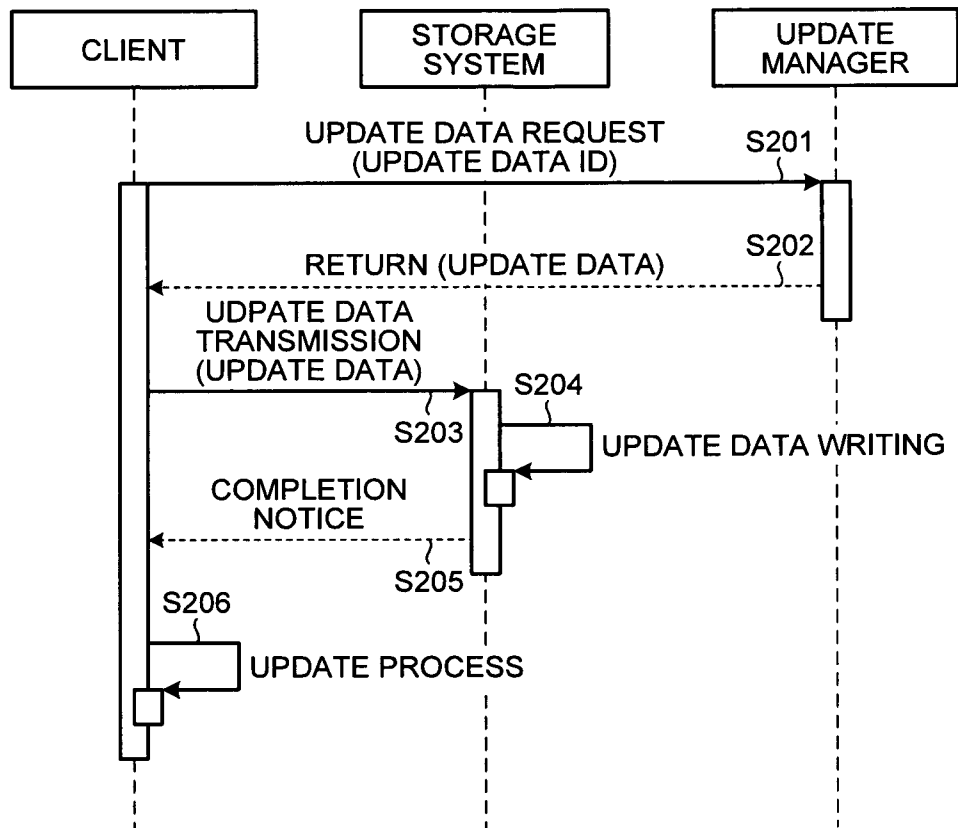 CLIENT
STORAGE
SYSTEM
UPDATE
MANAGER
UPDATE DATA REQUEST
(UPDATE DATA ID)
S201
S202
RETURN (UPDATE DATA)
UDPATE DATA
TRANSMISSION
(UPDATE DATA)
S203
S204
UPDATE DATA WRITING
COMPLETION
NOTICE
S205
S206
UPDATE PROCESS